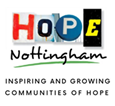 HOPE
Nottingham
INSPIRING AND GROWING
COMMUNITIES OF HOPE